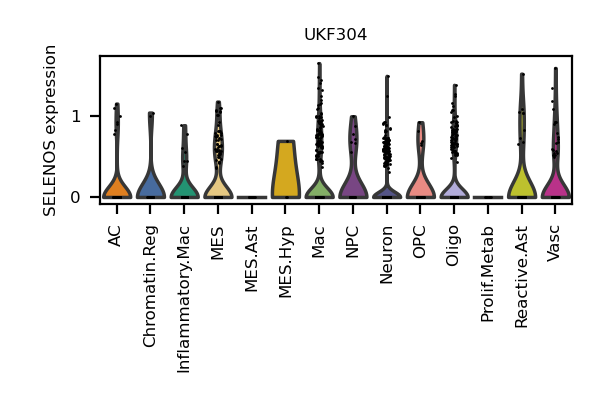 UKF304
SELENOS expression
1
0
AC
Chromatin.Reg
Inflammatory.Mac
MES
MES.Ast
MES.Hyp
Mac
NPC
Neuron
OPC
Oligo
Prolif.Metab
Reactive.Ast
Vasc